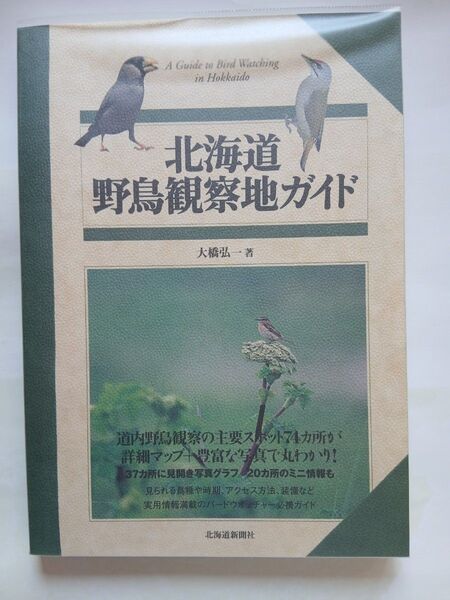 A Guide to Bird Watching
in Hokkaido
北海道
野鳥観察地ガイド
大橋弘一 著
道内野鳥観察の主要スポット74カ所が
詳細マップ+豊富な写真で丸わかり!
37カ所に見開き写真グラフ 20カ所のミニ情報も
見られる鳥種や時期、アクセス方法、装備など
実用情報満載のバードウオッチャー必携ガイド
北海道新聞社